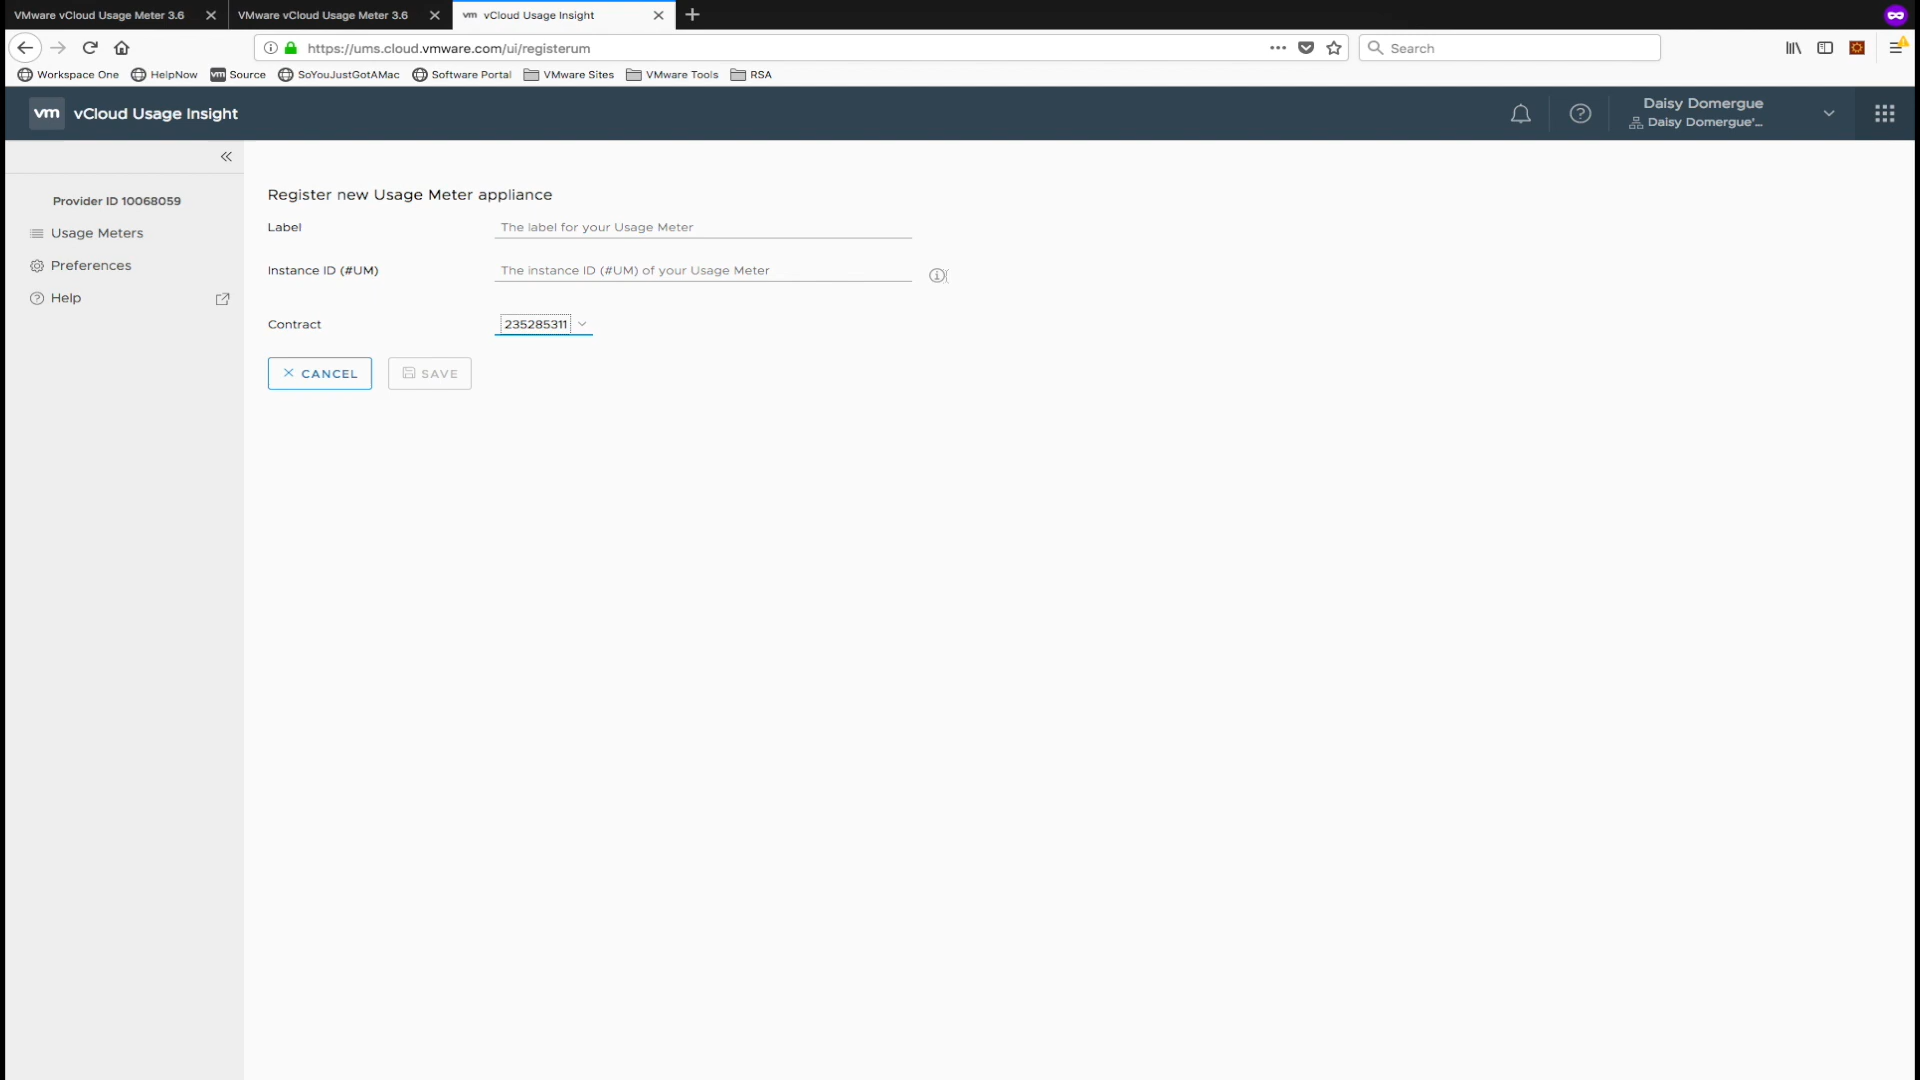 VMware vCloud Usage Meter 3.6
VMware vCloud Usage Meter 3.6
vm vCloud Usage Insight
https://ums.cloud.vmware.com/ui/registerum
Search
Workspace One
HelpNow
vm Source
SoYouJustGotAMac
Software Portal
VMware Sites
VMware Tools
RSA
vm vCloud Usage Insight
Daisy Domergue
Daisy Domergue'...
Provider ID 10068059
Usage Meters
Preferences
Help
Register new Usage Meter appliance
Label
The label for your Usage Meter
Instance ID (#UM)
The instance ID (#UM) of your Usage Meter
Contract
235285311
CANCEL
SAVE